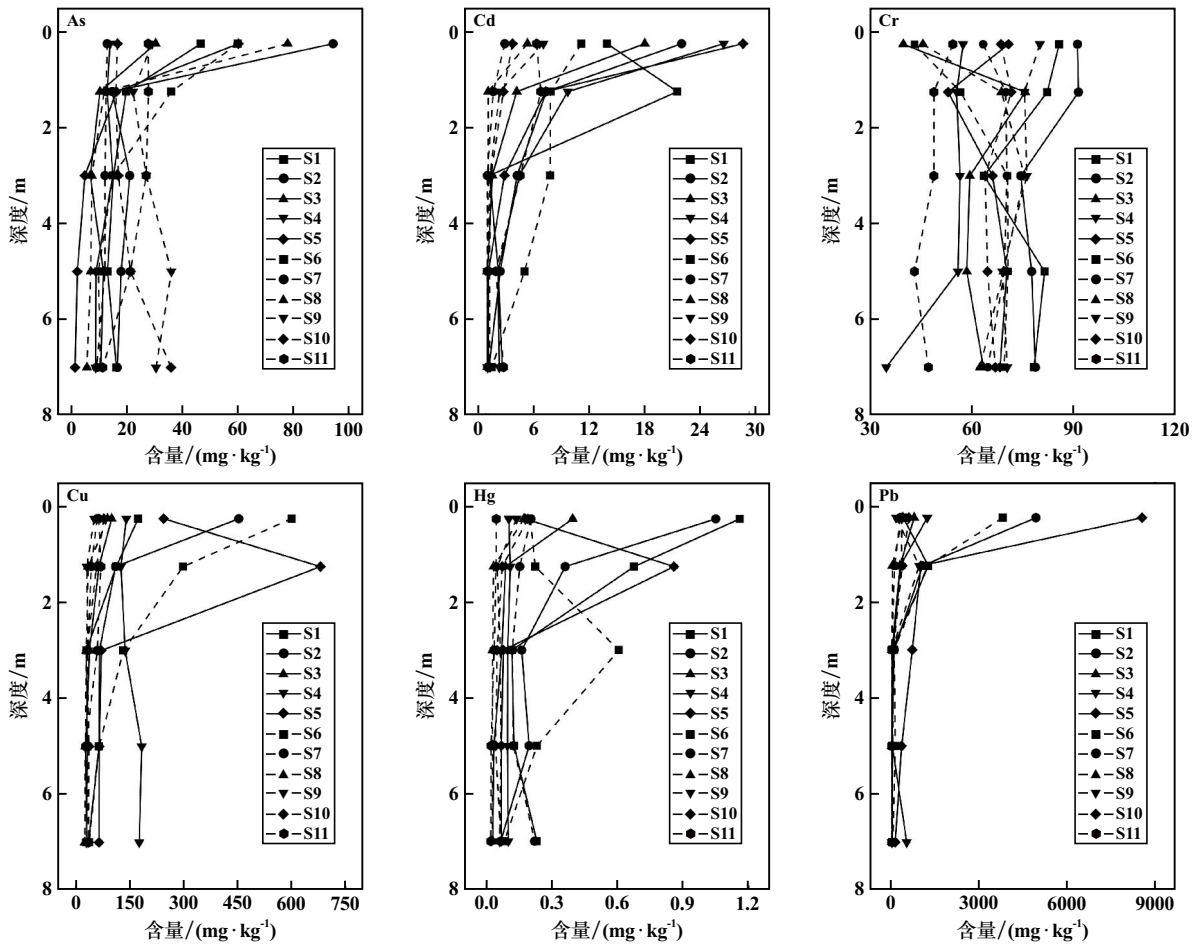 As
0
2
4
6
8
深度/m
0 20 40 60 80 100
含量/(mg·kg⁻¹)
S1
S2
S3
S4
S5
S6
S7
S8
S9
S10
S11
Cd
0
2
4
6
8
深度/m
0 6 12 18 24 30
含量/(mg·kg⁻¹)
S1
S2
S3
S4
S5
S6
S7
S8
S9
S10
S11
Cr
0
2
4
6
8
深度/m
30 60 90 120
含量/(mg·kg⁻¹)
S1
S2
S3
S4
S5
S6
S7
S8
S9
S10
S11
Cu
0
2
4
6
8
深度/m
0 150 300 450 600 750
含量/(mg·kg⁻¹)
S1
S2
S3
S4
S5
S6
S7
S8
S9
S10
S11
Hg
0
2
4
6
8
深度/m
0.0 0.3 0.6 0.9 1.2
含量/(mg·kg⁻¹)
S1
S2
S3
S4
S5
S6
S7
S8
S9
S10
S11
Pb
0
2
4
6
8
深度/m
0 3000 6000 9000
含量/(mg·kg⁻¹)
S1
S2
S3
S4
S5
S6
S7
S8
S9
S10
S11